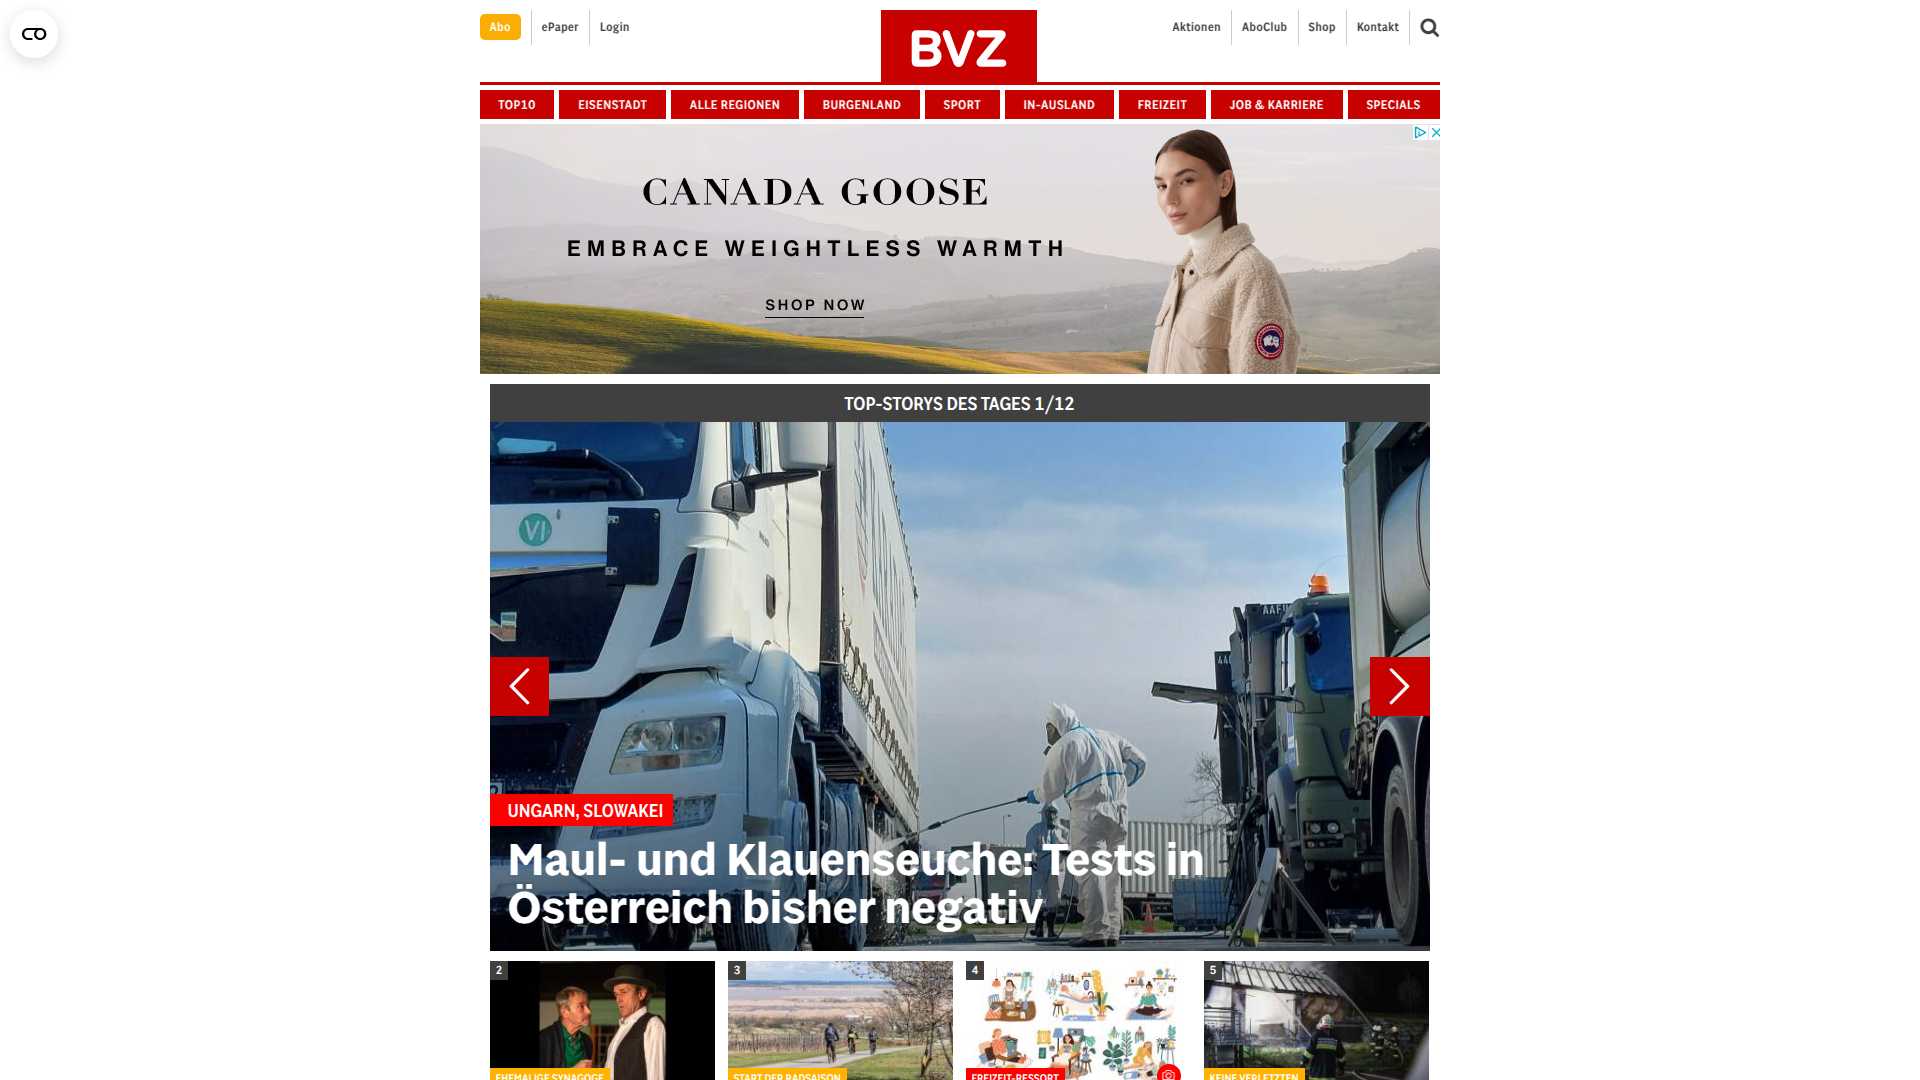 Abo
ePaper
Login
BVZ
Aktionen
AboClub
Shop
Kontakt
TOP10
EISENSTADT
ALLE REGIONEN
BURGENLAND
SPORT
IN-AUSLAND
FREIZEIT
JOB & KARRIERE
SPECIALS
CANADA GOOSE
EMBRACE WEIGHTLESS WARMTH
SHOP NOW
TOP-STORYS DES TAGES 1/12
VI
UNGARN, SLOWAKEI
Maul- und Klauenseuche: Tests in
Österreich bisher negativ
2
3
4
5
EHEMALIGE SYNAGOGE
START DER RADSAISON
FREIZEIT-RESSORT
KEINE VERLETZTEN